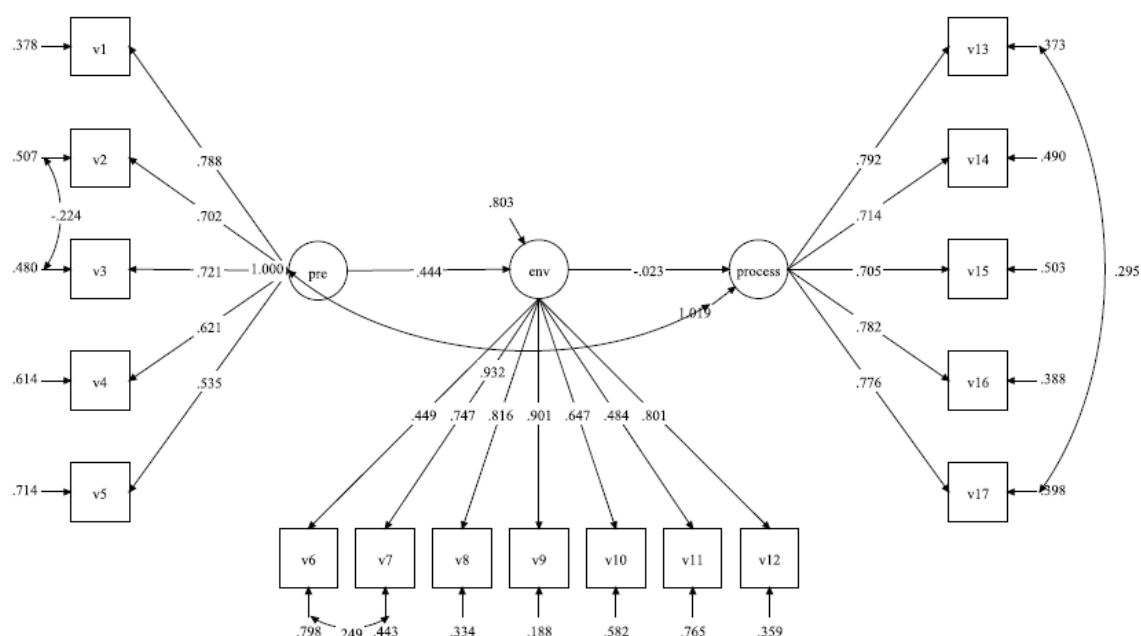 .378 v1 v13 .373
.788 .792
.507 v2 v14 .490
.803
-.224 .702 .714
.480 v3 .721 1.000 pre .444 env -.023 process .705 v15 .503 .295
1.019
.621 .782
.932
.614 v4 v16 .388
.535 .776
.449 .747 .816 .901 .647 .484 .801
.714 v5 v17 .398
v6 v7 v8 v9 v10 v11 v12
.798 .249 .443 .334 .188 .582 .765 .359